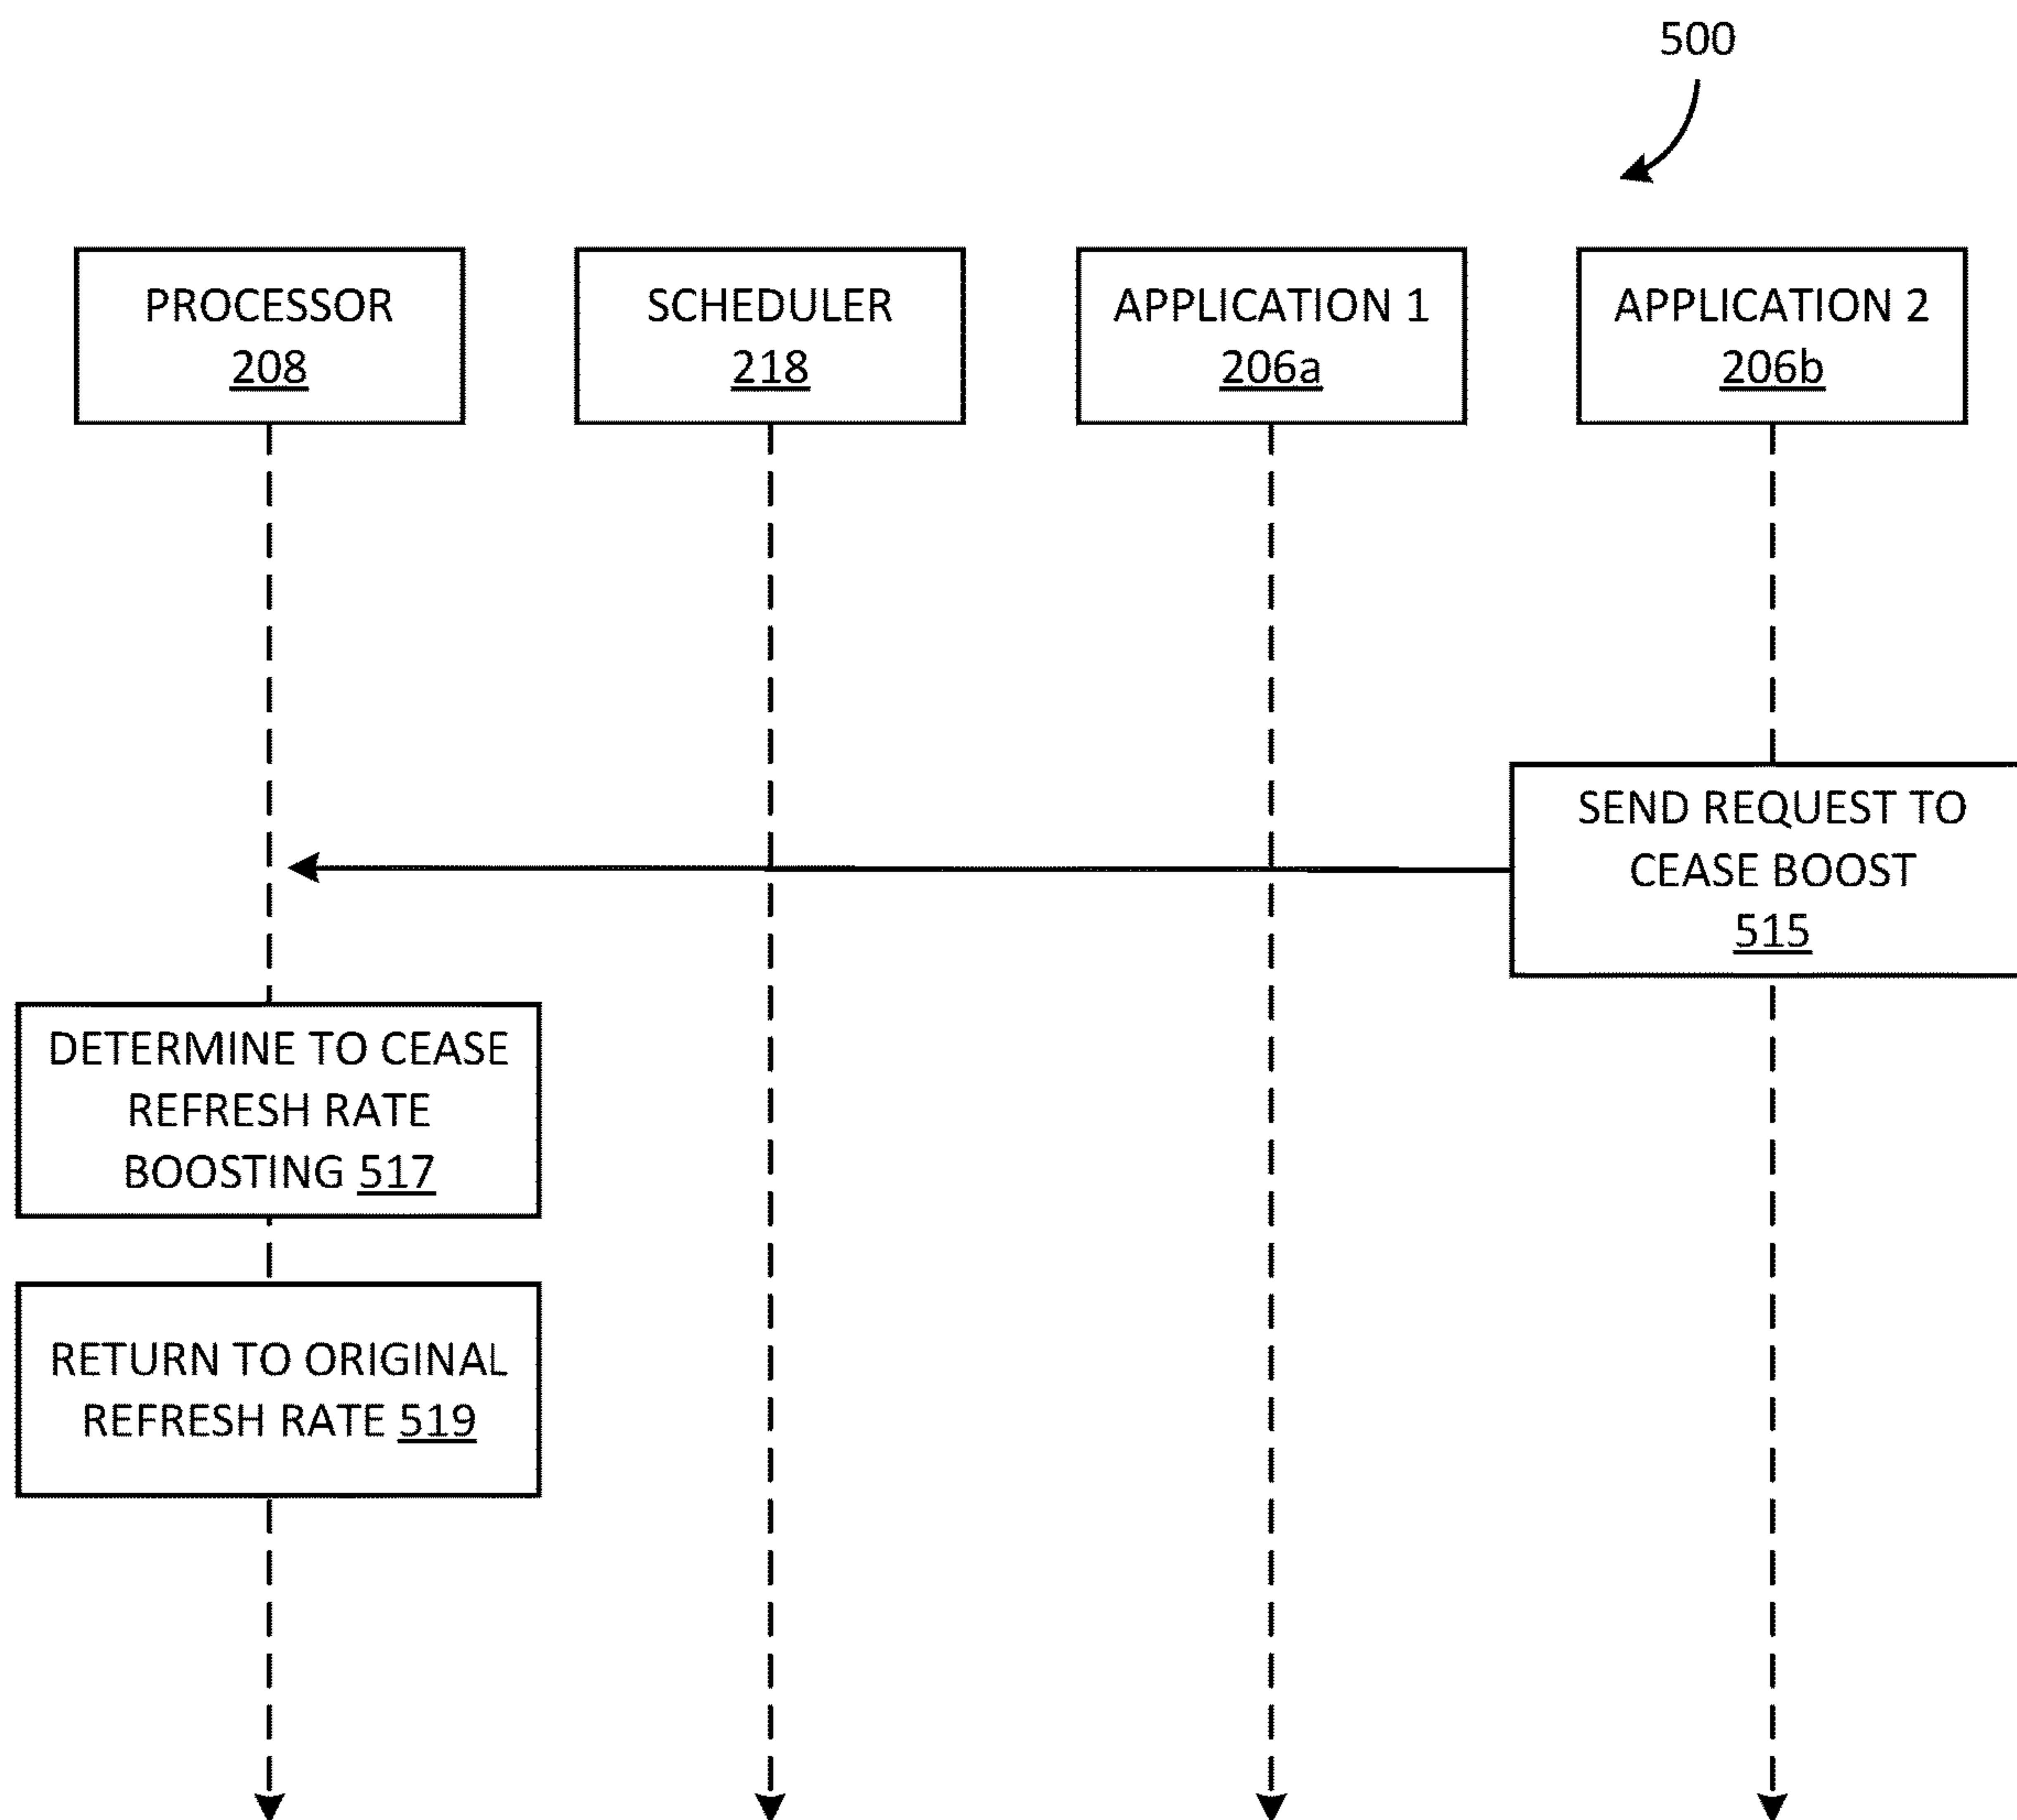 500
PROCESSOR
208
SCHEDULER
218
APPLICATION 1
206a
APPLICATION 2
206b
SEND REQUEST TO
CEASE BOOST
515
DETERMINE TO CEASE
REFRESH RATE
BOOSTING 517
RETURN TO ORIGINAL
REFRESH RATE 519